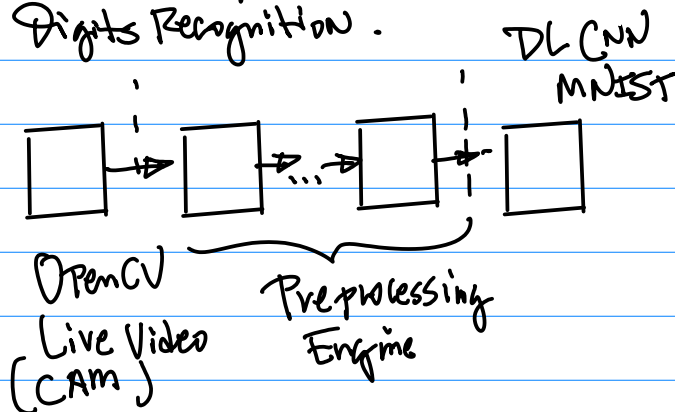 Digits Recognition.
DL CNN
MNIST
...
OpenCV
Live Video
(CAM)
Preprocessing
Engine